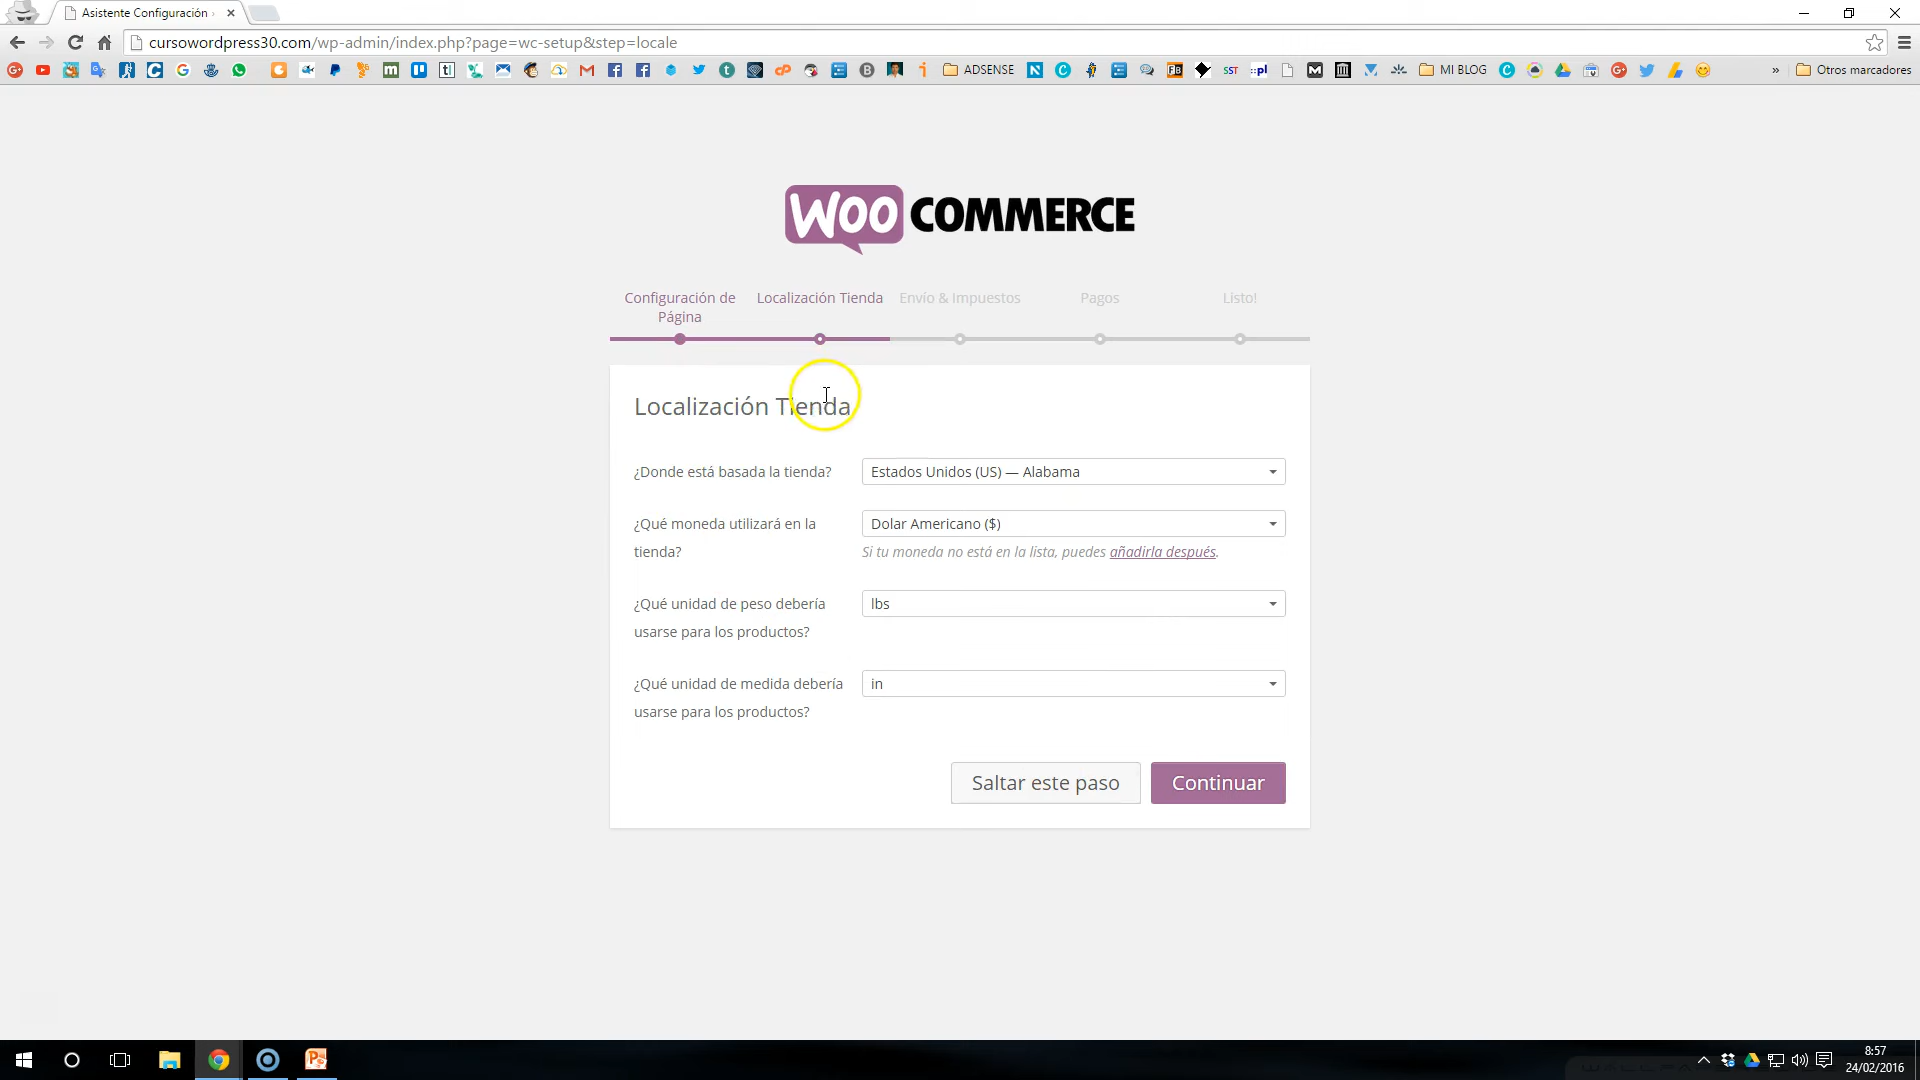 Asistente Configuración ›
cursowordpress30.com/wp-admin/index.php?page=wc-setup&step=locale
ADSENSE
MI BLOG
»
Otros marcadores
WOO COMMERCE
Configuración de
Página
Localización Tienda
Envío & Impuestos
Pagos
Listo!
Localización Tienda
¿Donde está basada la tienda?
Estados Unidos (US) — Alabama
¿Qué moneda utilizará en la
tienda?
Dolar Americano ($)
Si tu moneda no está en la lista, puedes añadirla después.
¿Qué unidad de peso debería
usarse para los productos?
lbs
¿Qué unidad de medida debería
usarse para los productos?
in
Saltar este paso
Continuar
8:57
24/02/2016